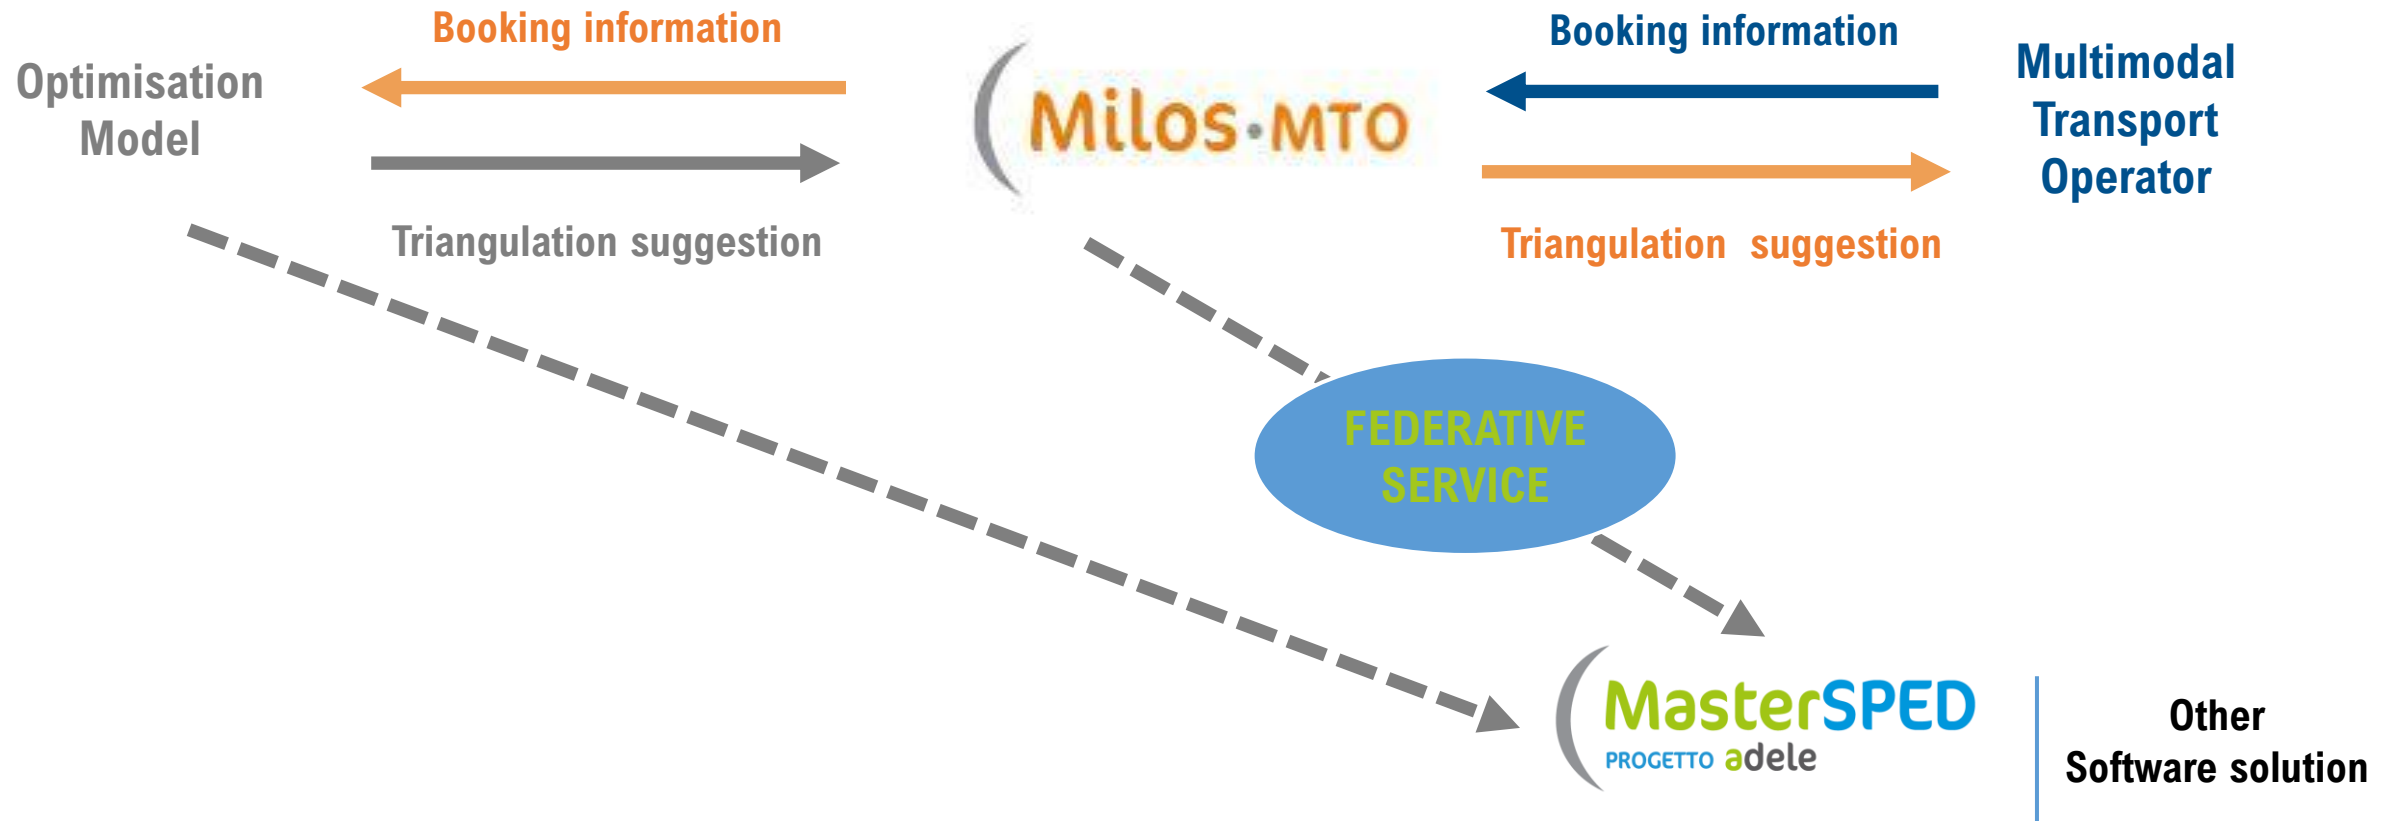 Booking information
Booking information
Optimisation
Model
Milos·MTO
Multimodal
Transport
Operator
Triangulation suggestion
Triangulation suggestion
FEDERATIVE
SERVICE
MasterSPED
PROGETTO adele
Other
Software solution